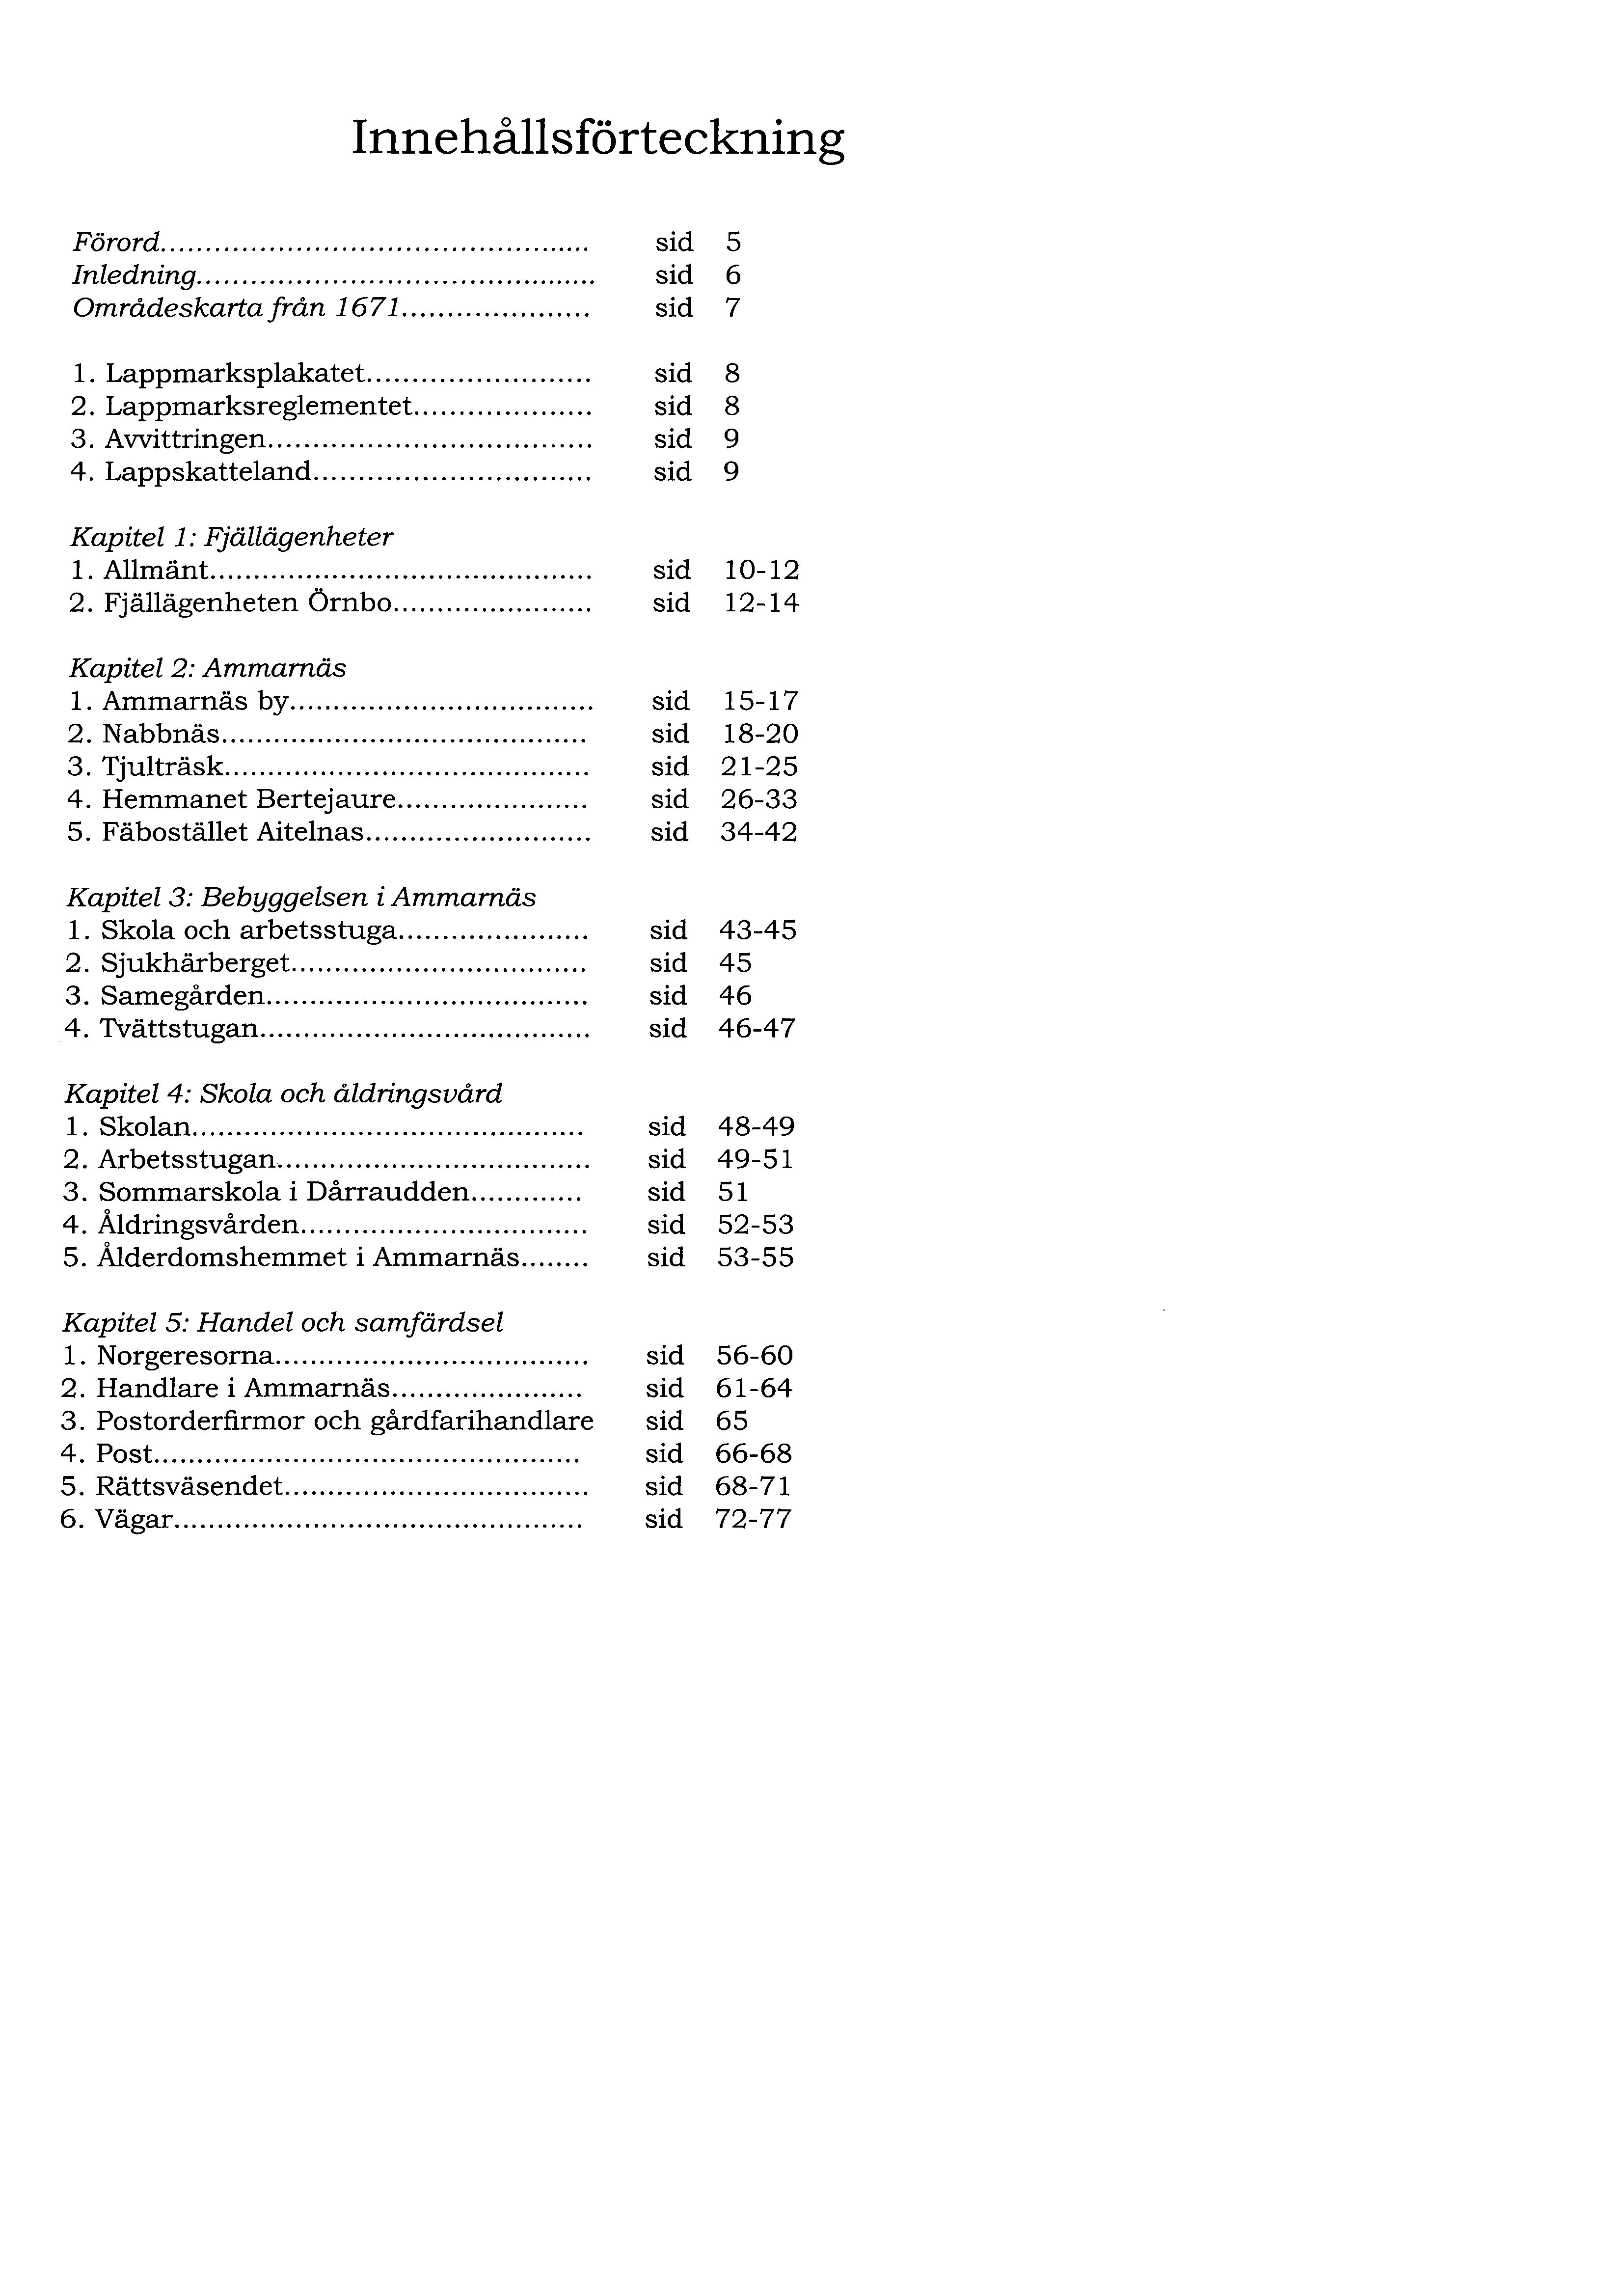 Innehållsförteckning
Förord................................................ sid 5
Inledning............................................. sid 6
Områdeskarta från 1671..................... sid 7
1. Lappmarksplakatet......................... sid 8
2. Lappmarksreglementet.................... sid 8
3. Avvittringen.................................... sid 9
4. Lappskatteland............................... sid 9
Kapitel 1: Fjällägenheter
1. Allmänt........................................... sid 10-12
2. Fjällägenheten Örnbo...................... sid 12-14
Kapitel 2: Ammarnäs
1. Ammarnäs by.................................. sid 15-17
2. Nabbnäs......................................... sid 18-20
3. Tjulträsk......................................... sid 21-25
4. Hemmanet Bertejaure..................... sid 26-33
5. Fäbostället Aitelnas......................... sid 34-42
Kapitel 3: Bebyggelsen i Ammarnäs
1. Skola och arbetsstuga..................... sid 43-45
2. Sjukhärberget................................. sid 45
3. Samegården.................................... sid 46
4. Tvättstugan..................................... sid 46-47
Kapitel 4: Skola och åldringsvård
1. Skolan............................................ sid 48-49
2. Arbetsstugan................................... sid 49-51
3. Sommarskola i Dårraudden............. sid 51
4. Åldringsvården................................ sid 52-53
5. Ålderdomshemmet i Ammarnäs........ sid 53-55
Kapitel 5: Handel och samfärdsel
1. Norgeresorna................................... sid 56-60
2. Handlare i Ammarnäs..................... sid 61-64
3. Postorderfirmor och gårdfarihandlare sid 65
4. Post................................................ sid 66-68
5. Rättsväsendet.................................. sid 68-71
6. Vägar.............................................. sid 72-77